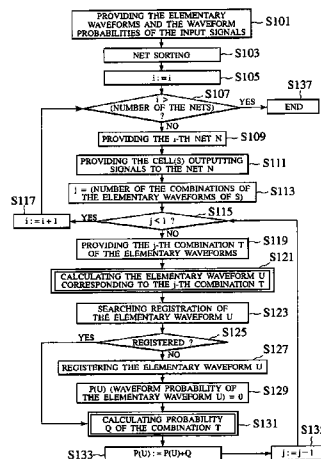 PROVIDING THE ELEMENTARY
WAVEFORMS AND THE WAVEFORM
PROBABILITIES OF THE INPUT SIGNALS
S101
NET SORTING
S103
i:=i
S105
S107
i >
(NUMBER OF THE NETS)
?
YES
S137
END
NO
PROVIDING THE i-TH NET N
S109
PROVIDING THE CELL(S) OUTPUTTING
SIGNALS TO THE NET N
S111
j = (NUMBER OF THE COMBINATIONS OF
THE ELEMENTARY WAVEFORMS OF S)
S113
S117
i:=i+1
YES
j<1 ?
S115
NO
PROVIDING THE j-TH COMBINATION T
OF THE ELEMENTARY WAVEFORMS
S119
S121
CALCULATING THE ELEMENTARY WAVEFORM U
CORRESPONDING TO THE j-TH COMBINATION T
SEARCHING REGISTRATION OF
THE ELEMENTARY WAVEFORM U
S123
YES
S125
REGISTERED ?
NO
S127
REGISTERING THE ELEMENTARY WAVEFORM U
P(U) (WAVEFORM PROBABILITY OF
THE ELEMENTARY WAVEFORM U) = 0
S129
CALCULATING PROBABILITY
Q OF THE COMBINATION T
S131
S133
P(U) := P(U)+Q
j:=j-1